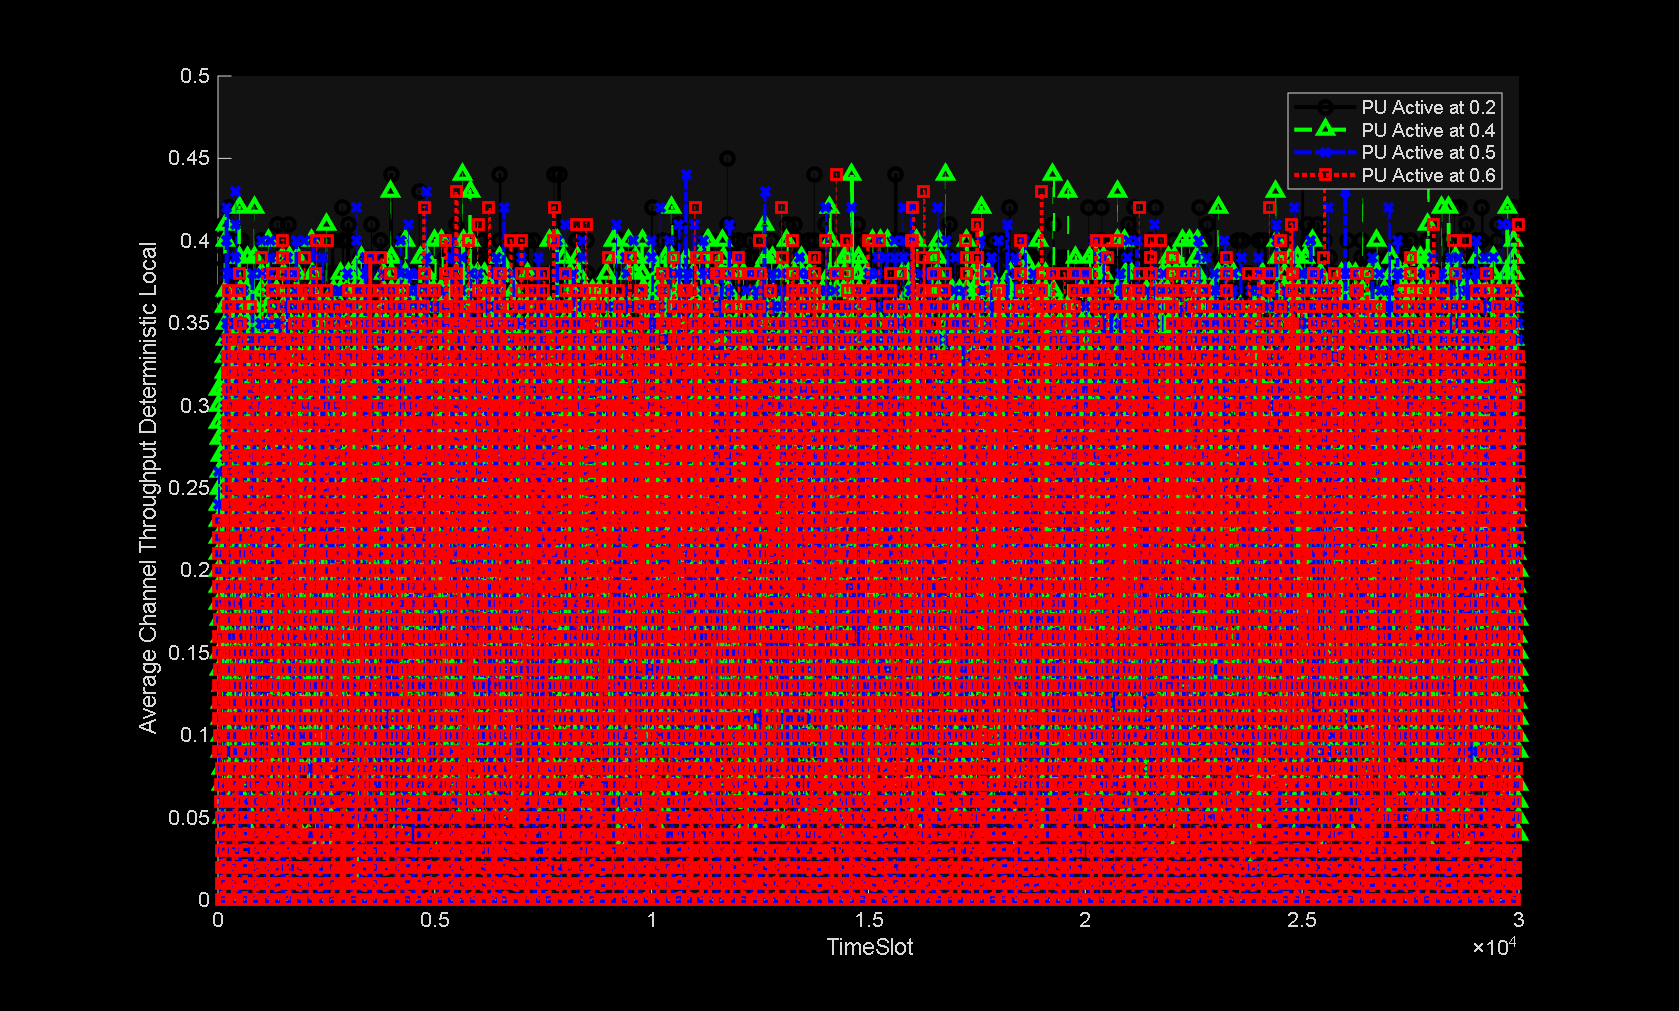 0.5
0.45
0.4
0.35
0.3
0.25
0.2
0.15
0.1
0.05
0
Average Channel Throughput Deterministic Local
PU Active at 0.2
PU Active at 0.4
PU Active at 0.5
PU Active at 0.6
0 0.5 1 1.5 2 2.5 3
TimeSlot
×10⁴